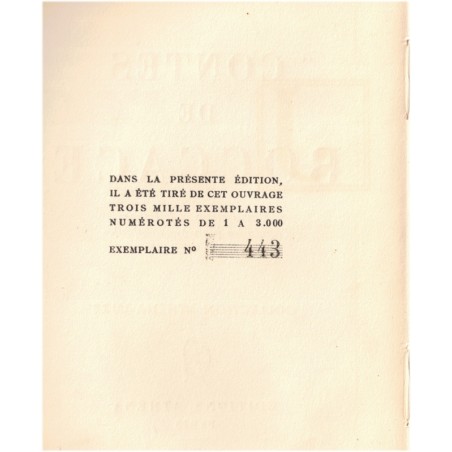 DANS LA PRÉSENTE ÉDITION,
IL A ÉTÉ TIRÉ DE CET OUVRAGE
TROIS MILLE EXEMPLAIRES
NUMÉROTÉS DE 1 A 3.000
EXEMPLAIRE Nº 443